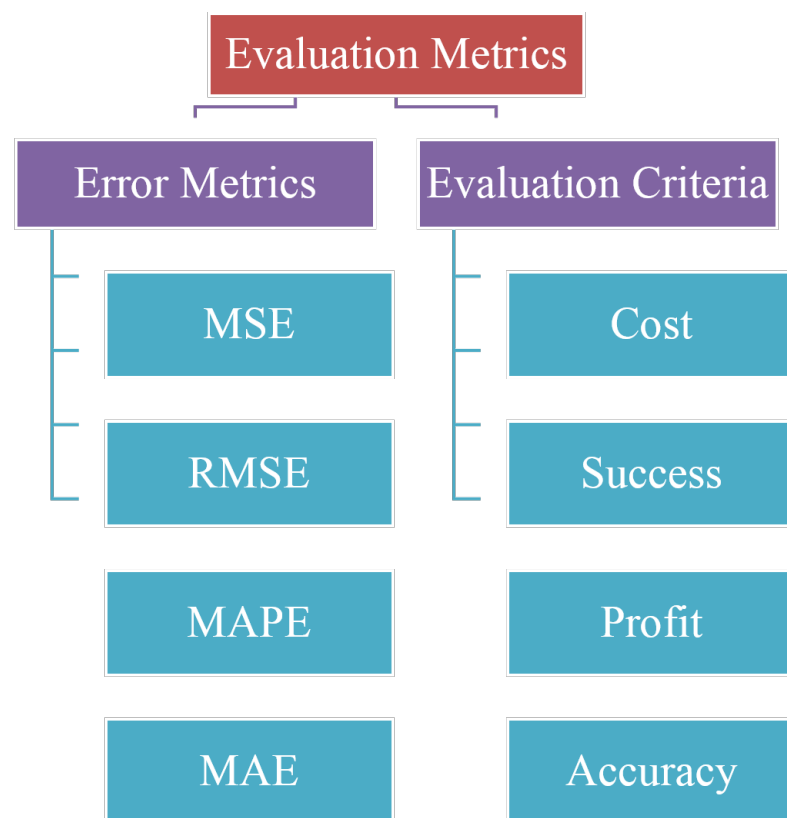 Evaluation Metrics
Error Metrics
MSE
RMSE
MAPE
MAE
Evaluation Criteria
Cost
Success
Profit
Accuracy